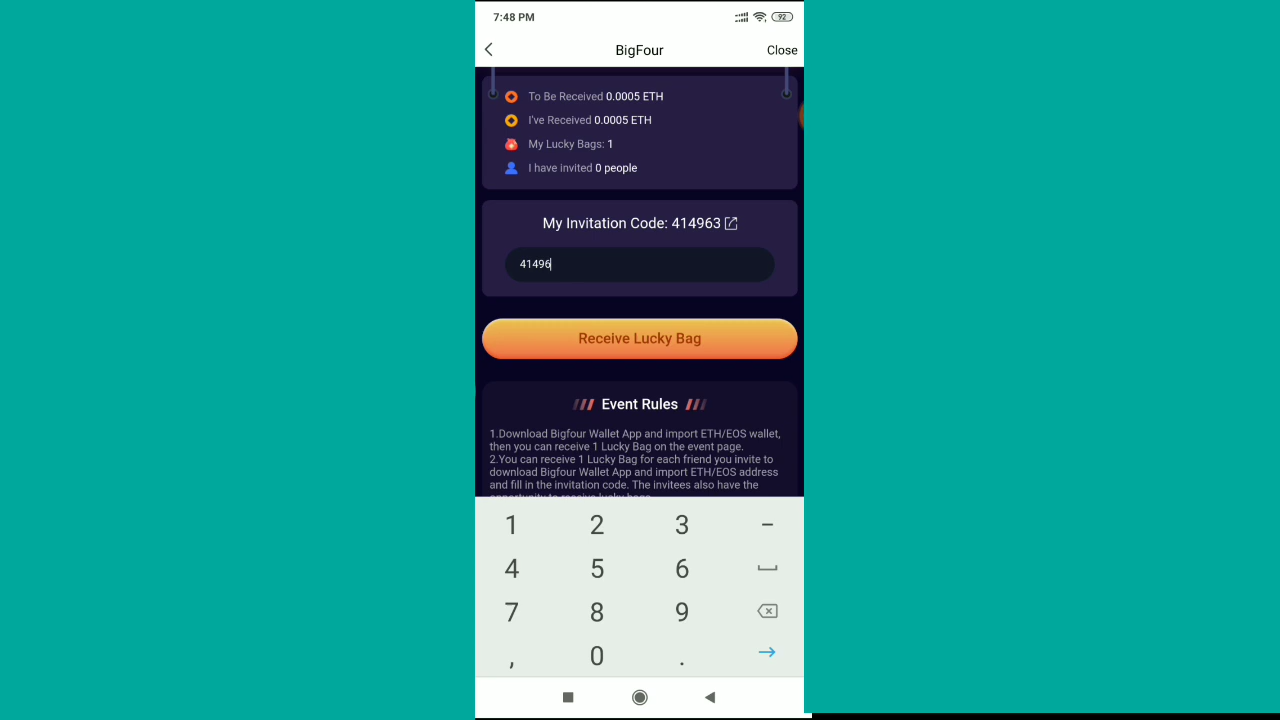 7:48 PM
92
BigFour
Close
To Be Received 0.0005 ETH
I've Received 0.0005 ETH
My Lucky Bags: 1
I have invited 0 people
My Invitation Code: 414963
41496
Receive Lucky Bag
Event Rules
1.Download Bigfour Wallet App and import ETH/EOS wallet,
then you can receive 1 Lucky Bag on the event page.
2.You can receive 1 Lucky Bag for each friend you invite to
download Bigfour Wallet App and import ETH/EOS address
and fill in the invitation code. The invitees also have the
opportunity to receive lucky bags.
1 2 3 –
4 5 6
7 8 9
, 0 .